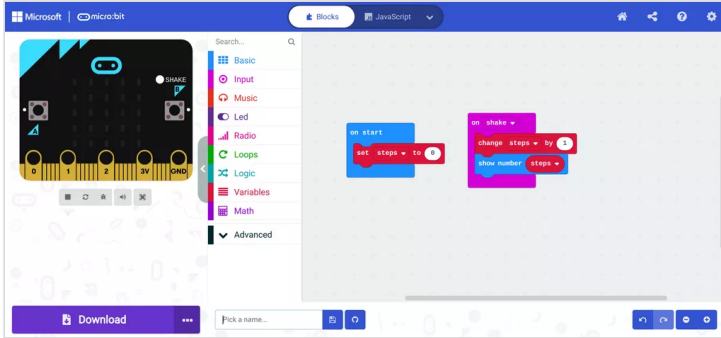 Microsoft | micro:bit
Blocks
JavaScript
SHAKE
B
A
0 1 2 3V GND
Search...
Basic
Input
Music
Led
Radio
Loops
Logic
Variables
Math
Advanced
on start
set steps to 0
on shake
change steps by 1
show number steps
Download
Pick a name...